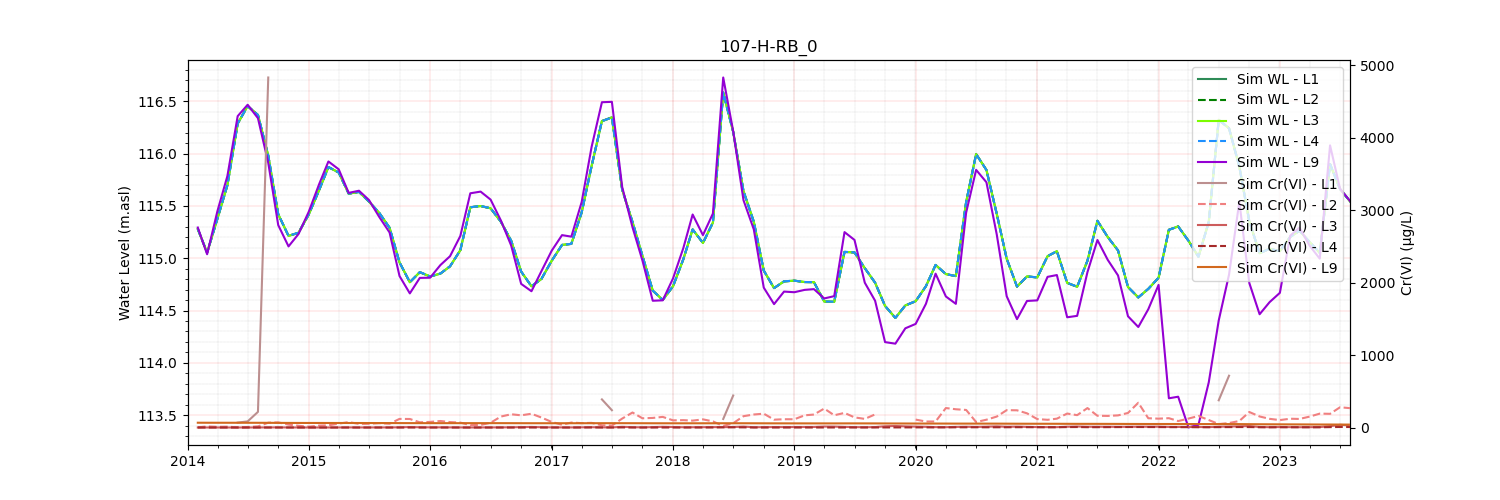 107-H-RB_0
Water Level (m.asl)
116.5
116.0
115.5
115.0
114.5
114.0
113.5
5000
4000
3000
2000
1000
0
Cr(VI) (µg/L)
Sim WL - L1
Sim WL - L2
Sim WL - L3
Sim WL - L4
Sim WL - L9
Sim Cr(VI) - L1
Sim Cr(VI) - L2
Sim Cr(VI) - L3
Sim Cr(VI) - L4
Sim Cr(VI) - L9
2014 2015 2016 2017 2018 2019 2020 2021 2022 2023